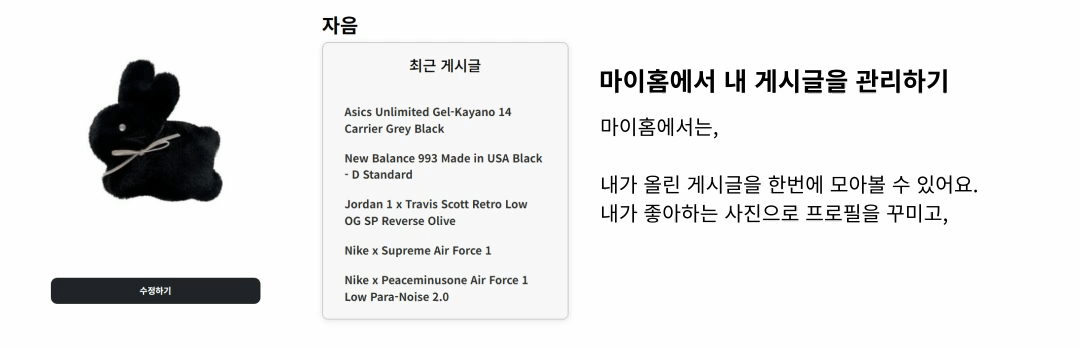 수정하기
자음
최근 게시글
Asics Unlimited Gel-Kayano 14
Carrier Grey Black
New Balance 993 Made in USA Black
- D Standard
Jordan 1 x Travis Scott Retro Low
OG SP Reverse Olive
Nike x Supreme Air Force 1
Nike x Peaceminusone Air Force 1
Low Para-Noise 2.0
마이홈에서 내 게시글을 관리하기
마이홈에서는,
내가 올린 게시글을 한번에 모아볼 수 있어요.
내가 좋아하는 사진으로 프로필을 꾸미고,